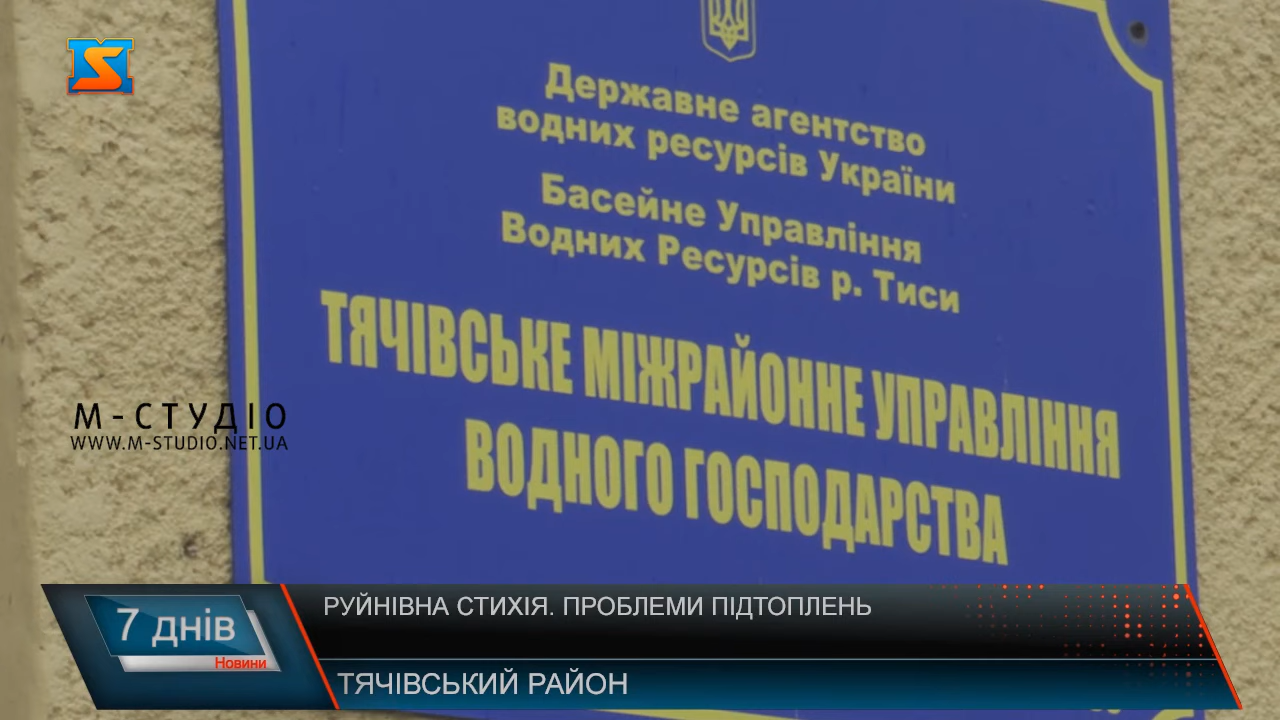 Державне агентство
водних ресурсів України
Басейне Управління
Водних Ресурсів р. Тиси
ТЯЧІВСЬКЕ МІЖРАЙОННЕ УПРАВЛІННЯ
ВОДНОГО ГОСПОДАРСТВА
М-СТУДІО
WWW.M-STUDIO.NET.UA
7 днів
Новини
РУЙНІВНА СТИХІЯ. ПРОБЛЕМИ ПІДТОПЛЕНЬ
ТЯЧІВСЬКИЙ РАЙОН